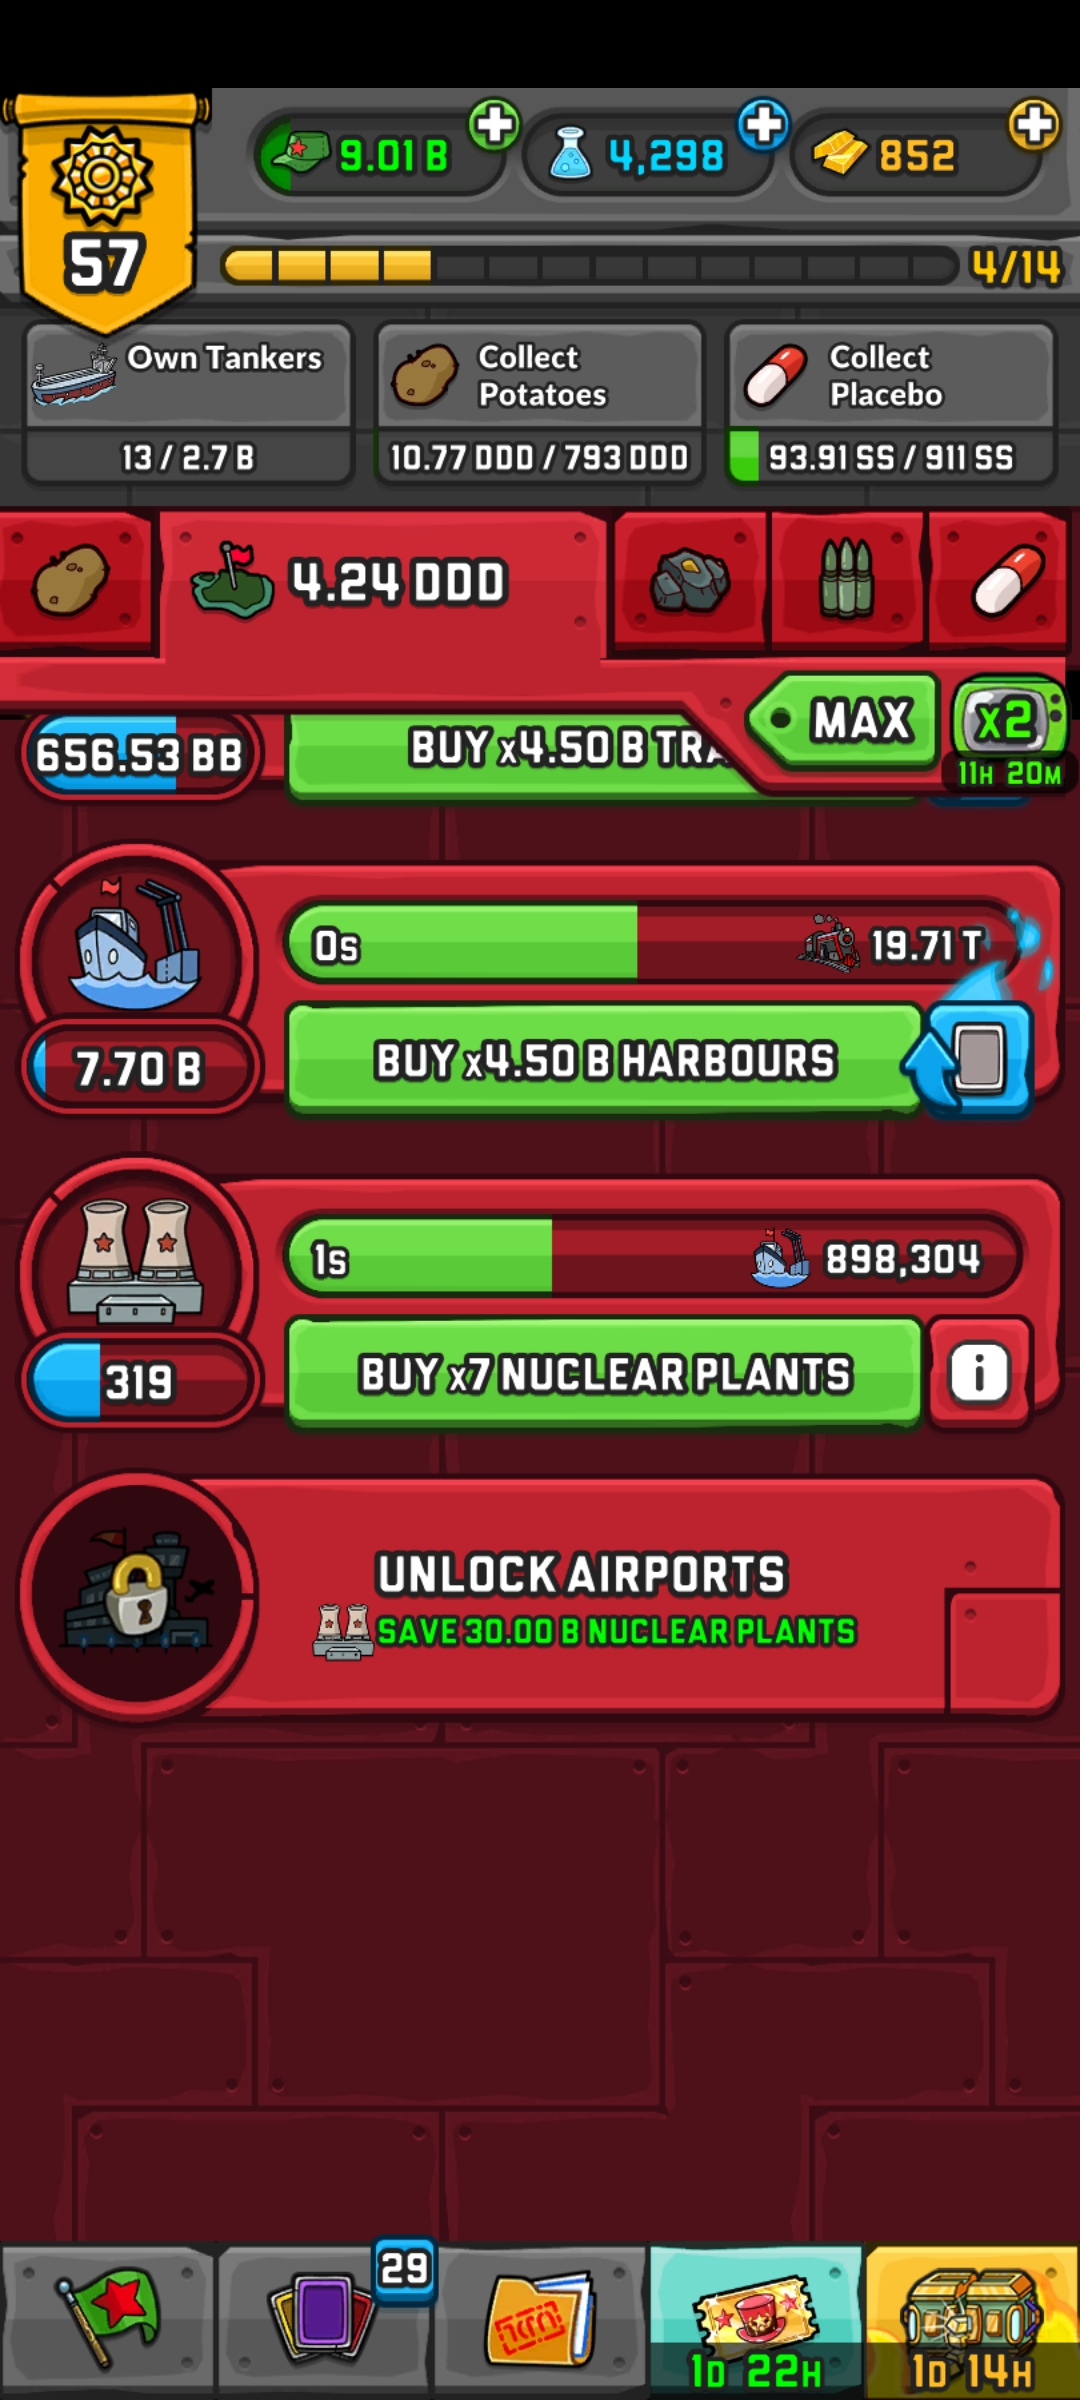 57
9.01 B
4,298
852
4/14
Own Tankers
13 / 2.7 B
Collect
Potatoes
10.77 DDD / 793 DDD
Collect
Placebo
93.91 SS / 911 SS
4.24 DDD
MAX
x2
11H 20M
656.53 BB
BUY x4.50 B
0s
19.71 T
7.70 B
BUY x4.50 B HARBOURS
1s
898,304
319
BUY x7 NUCLEAR PLANTS
i
UNLOCK AIRPORTS
SAVE 30.00 B NUCLEAR PLANTS
29
1D 22H
1D 14H